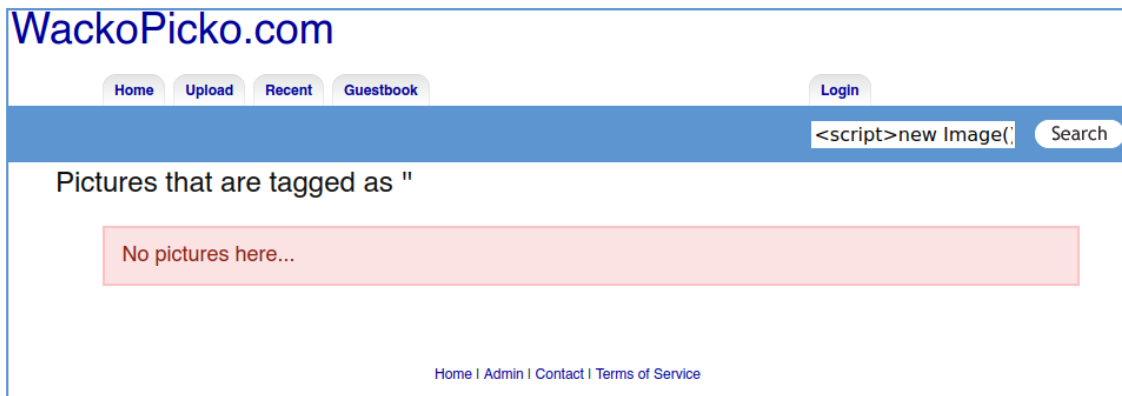 WackoPicko.com
Home Upload Recent Guestbook Login
<script>new Image() Search
Pictures that are tagged as ''
No pictures here...
Home | Admin | Contact | Terms of Service